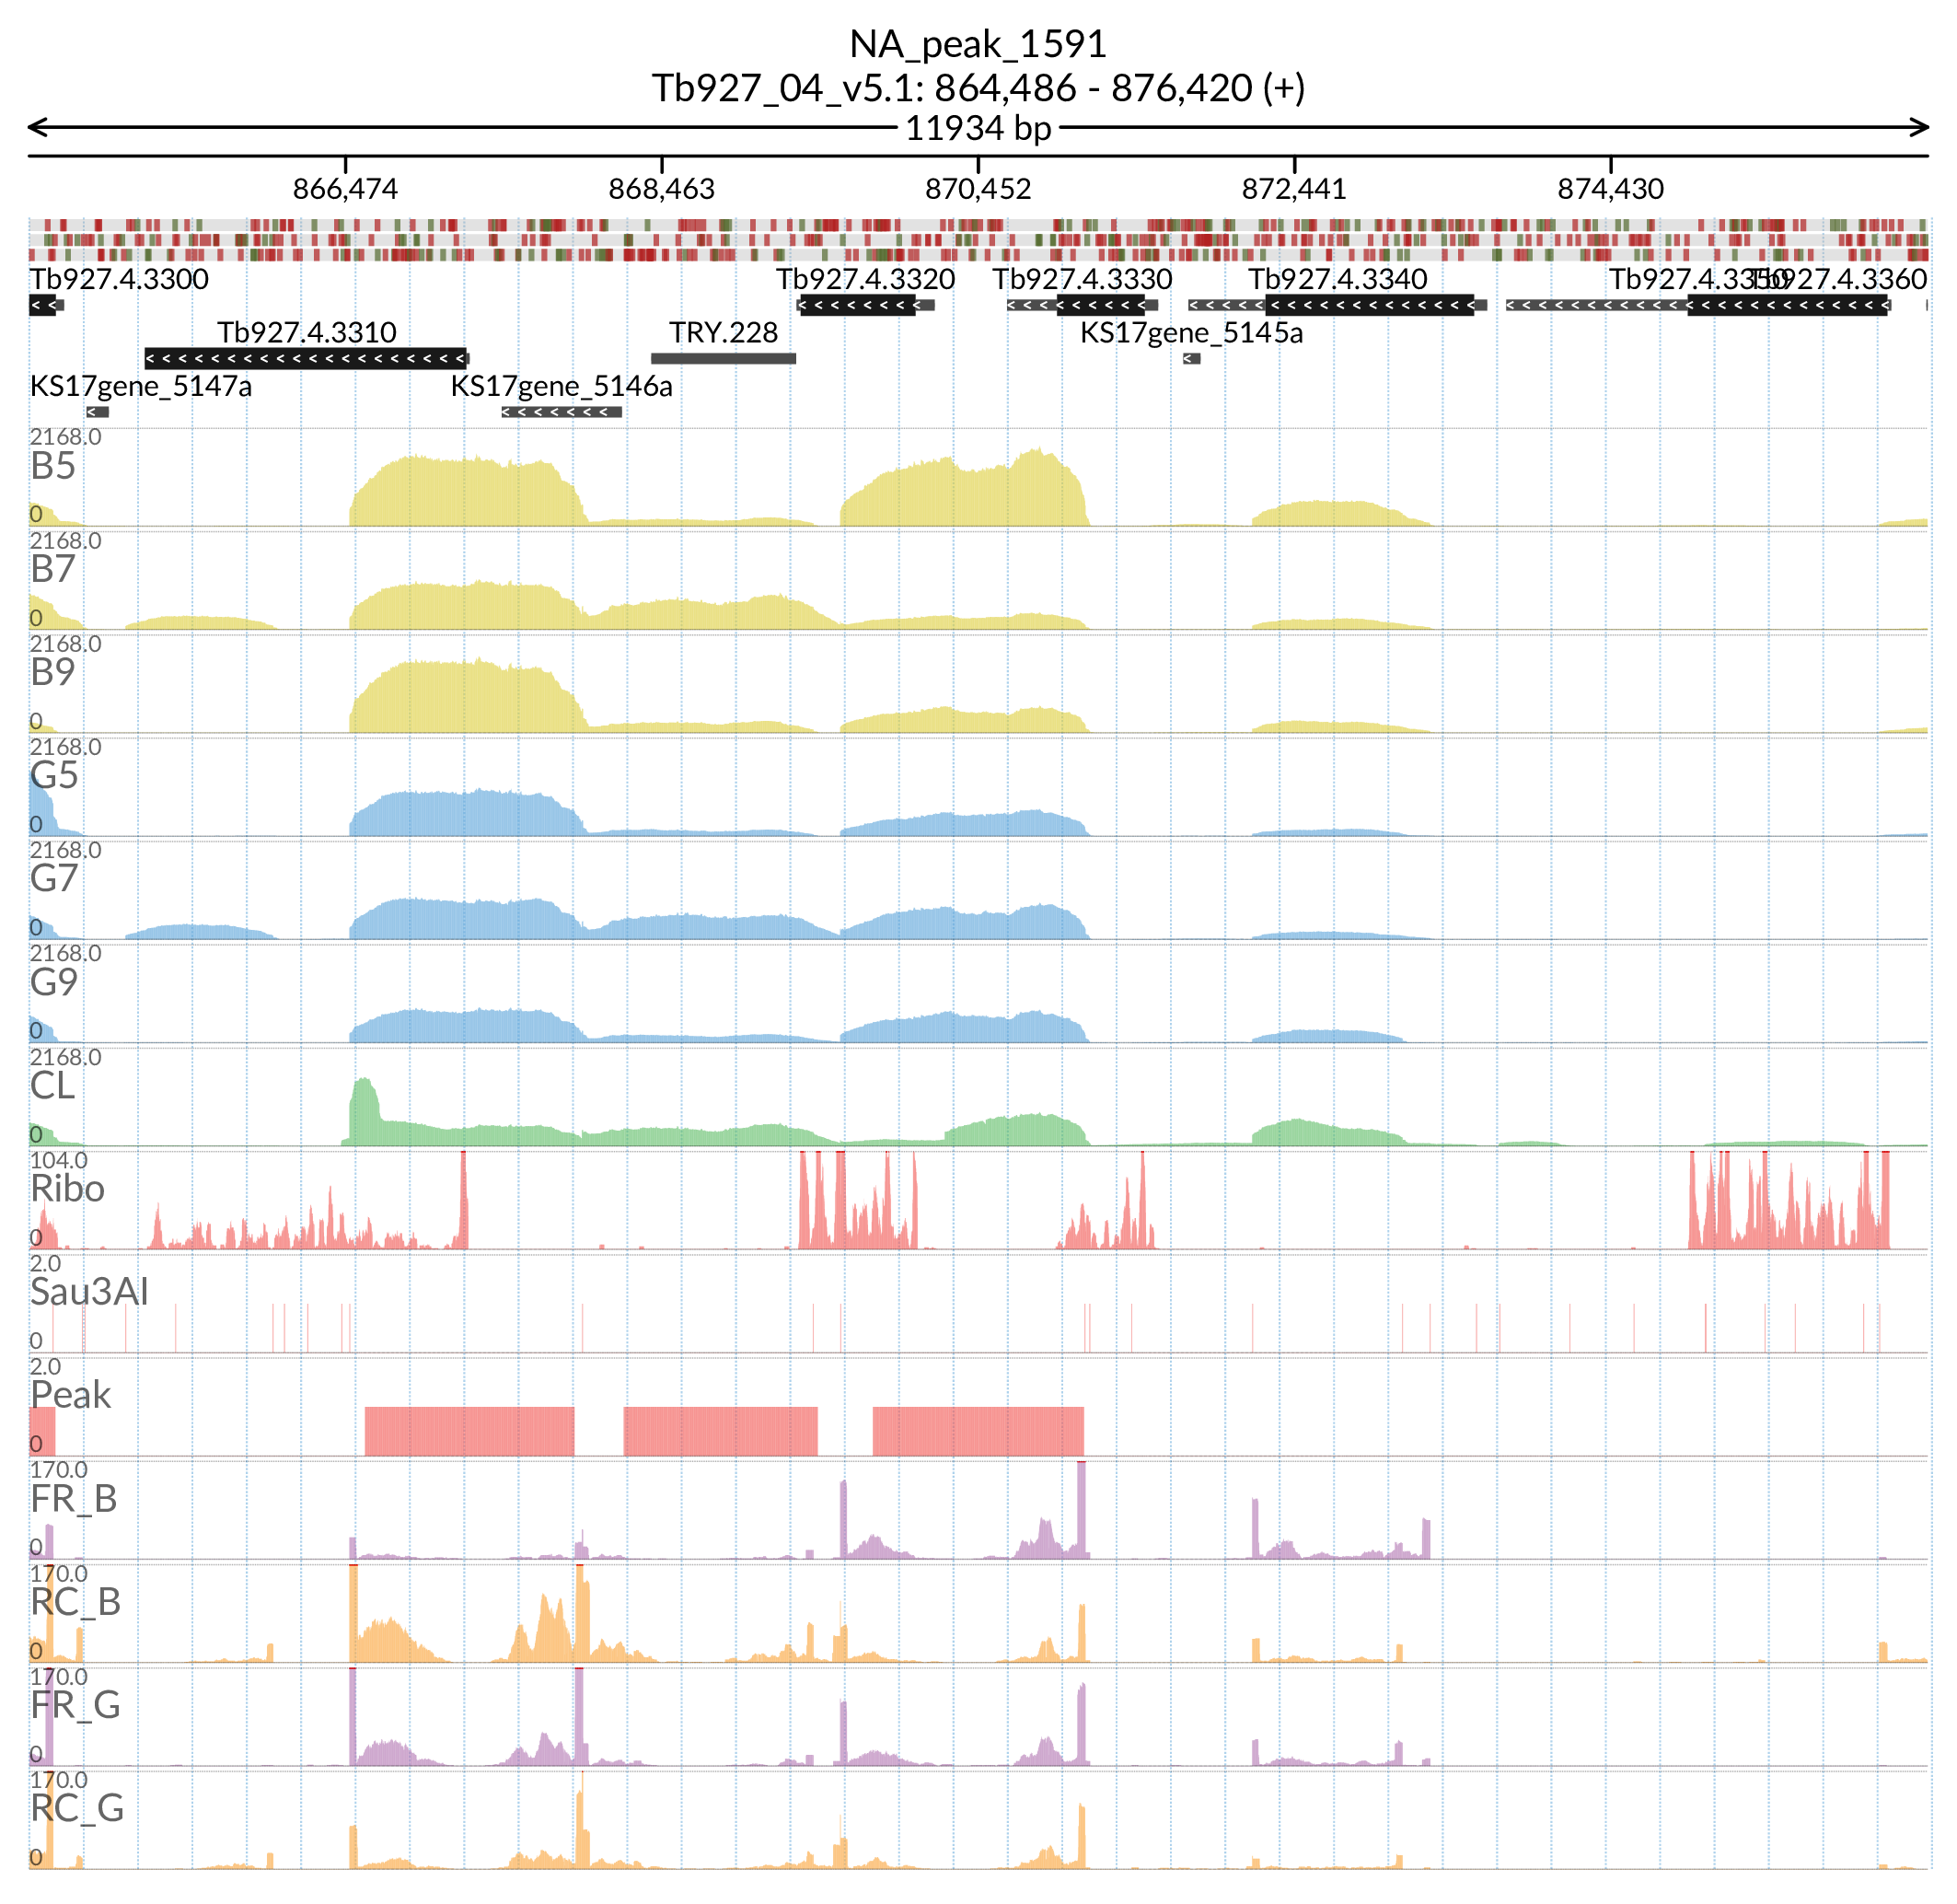 NA_peak_1591
Tb927_04_v5.1: 864,486 - 876,420 (+)
11934 bp
866,474 868,463 870,452 872,441 874,430
Tb927.4.3300 Tb927.4.3320 Tb927.4.3330 Tb927.4.3340 Tb927.4.3350 Tb927.4.3360
Tb927.4.3310 TRY.228 KS17gene_5145a
KS17gene_5147a KS17gene_5146a
2168.0
B5
0
2168.0
B7
0
2168.0
B9
0
2168.0
G5
0
2168.0
G7
0
2168.0
G9
0
2168.0
CL
0
104.0
Ribo
0
2.0
Sau3AI
0
2.0
Peak
0
170.0
FR_B
0
170.0
RC_B
0
170.0
FR_G
0
170.0
RC_G
0